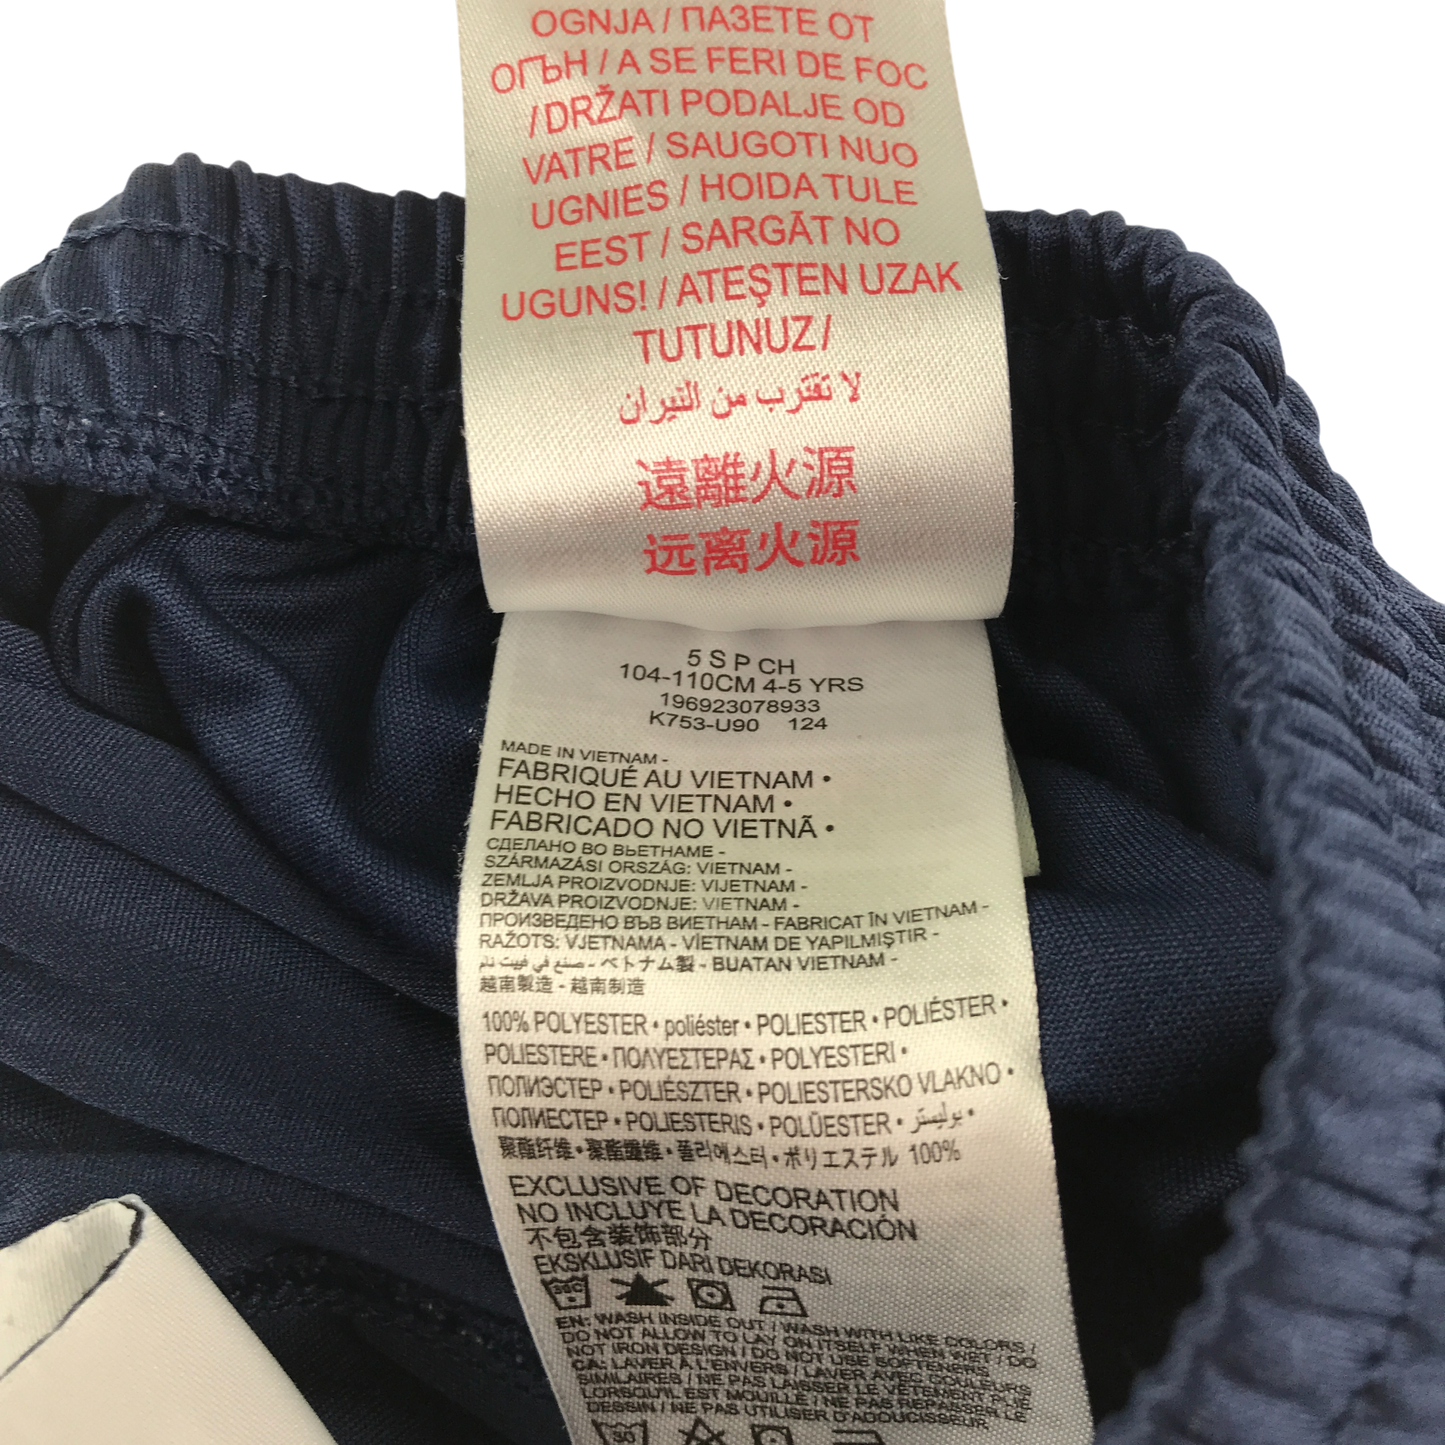 OGNJA / ПАЗЕТЕ ОТ
ОГЪН / A SE FERI DE FOC
/ DRŽATI PODALJE OD
VATRE / SAUGOTI NUO
UGNIES / HOIDA TULE
EEST / SARGĀT NO
UGUNS! / ATEŞTEN UZAK
TUTUNUZ /
لا تقترب من النيران
遠離火源
远离火源
5 S P CH
104-110CM 4-5 YRS
196923078933
K753-U90 124
MADE IN VIETNAM -
FABRIQUÉ AU VIETNAM •
HECHO EN VIETNAM •
FABRICADO NO VIETNÃ •
СДЕЛАНО ВО ВЬЕТНАМЕ -
SZÁRMAZÁSI ORSZÁG: VIETNAM -
ZEMLJA PROIZVODNJE: VIJETNAM -
DRŽAVA PROIZVODNJE: VIETNAM -
ПРОИЗВЕДЕНО ВЪВ ВИЕТНАМ - FABRICAT ÎN VIETNAM -
RAŽOTS: VJETNAMA - VİETNAM DE YAPILMIŞTIR -
صنع في فييت نام - ベトナム製 - BUATAN VIETNAM -
越南製造 - 越南制造
100% POLYESTER • poliéster • POLIESTER • POLIÉSTER •
POLIESTERE • ΠΟΛΥΕΣΤΕΡΑΣ • POLYESTERI •
ПОЛИЭСТЕР • POLIÉSZTER • POLIESTERSKO VLAKNO •
ПОЛИЕСТЕР • POLIESTERIS • POLÜESTER • بوليستر •
聚酯纤维 • 聚酯纖維 • 폴리에스터 • ポリエステル 100%
EXCLUSIVE OF DECORATION
NO INCLUYE LA DECORACIÓN
不包含装饰部分
EKSKLUSIF DARI DEKORASI
30C
EN: WASH INSIDE OUT / WASH WITH LIKE COLORS /
DO NOT ALLOW TO LAY ON ITSELF WHEN WET / DO
NOT IRON DESIGN / DO NOT USE SOFTENERS
CA: LAVER À L'ENVERS / LAVER AVEC COULEURS
SIMILAIRES / NE PAS LAISSER LE VÊTEMENT PLIÉ
LORSQU'IL EST MOUILLÉ / NE PAS REPASSER LE
DESSIN / NE PAS UTILISER D'ADOUCISSEUR
30